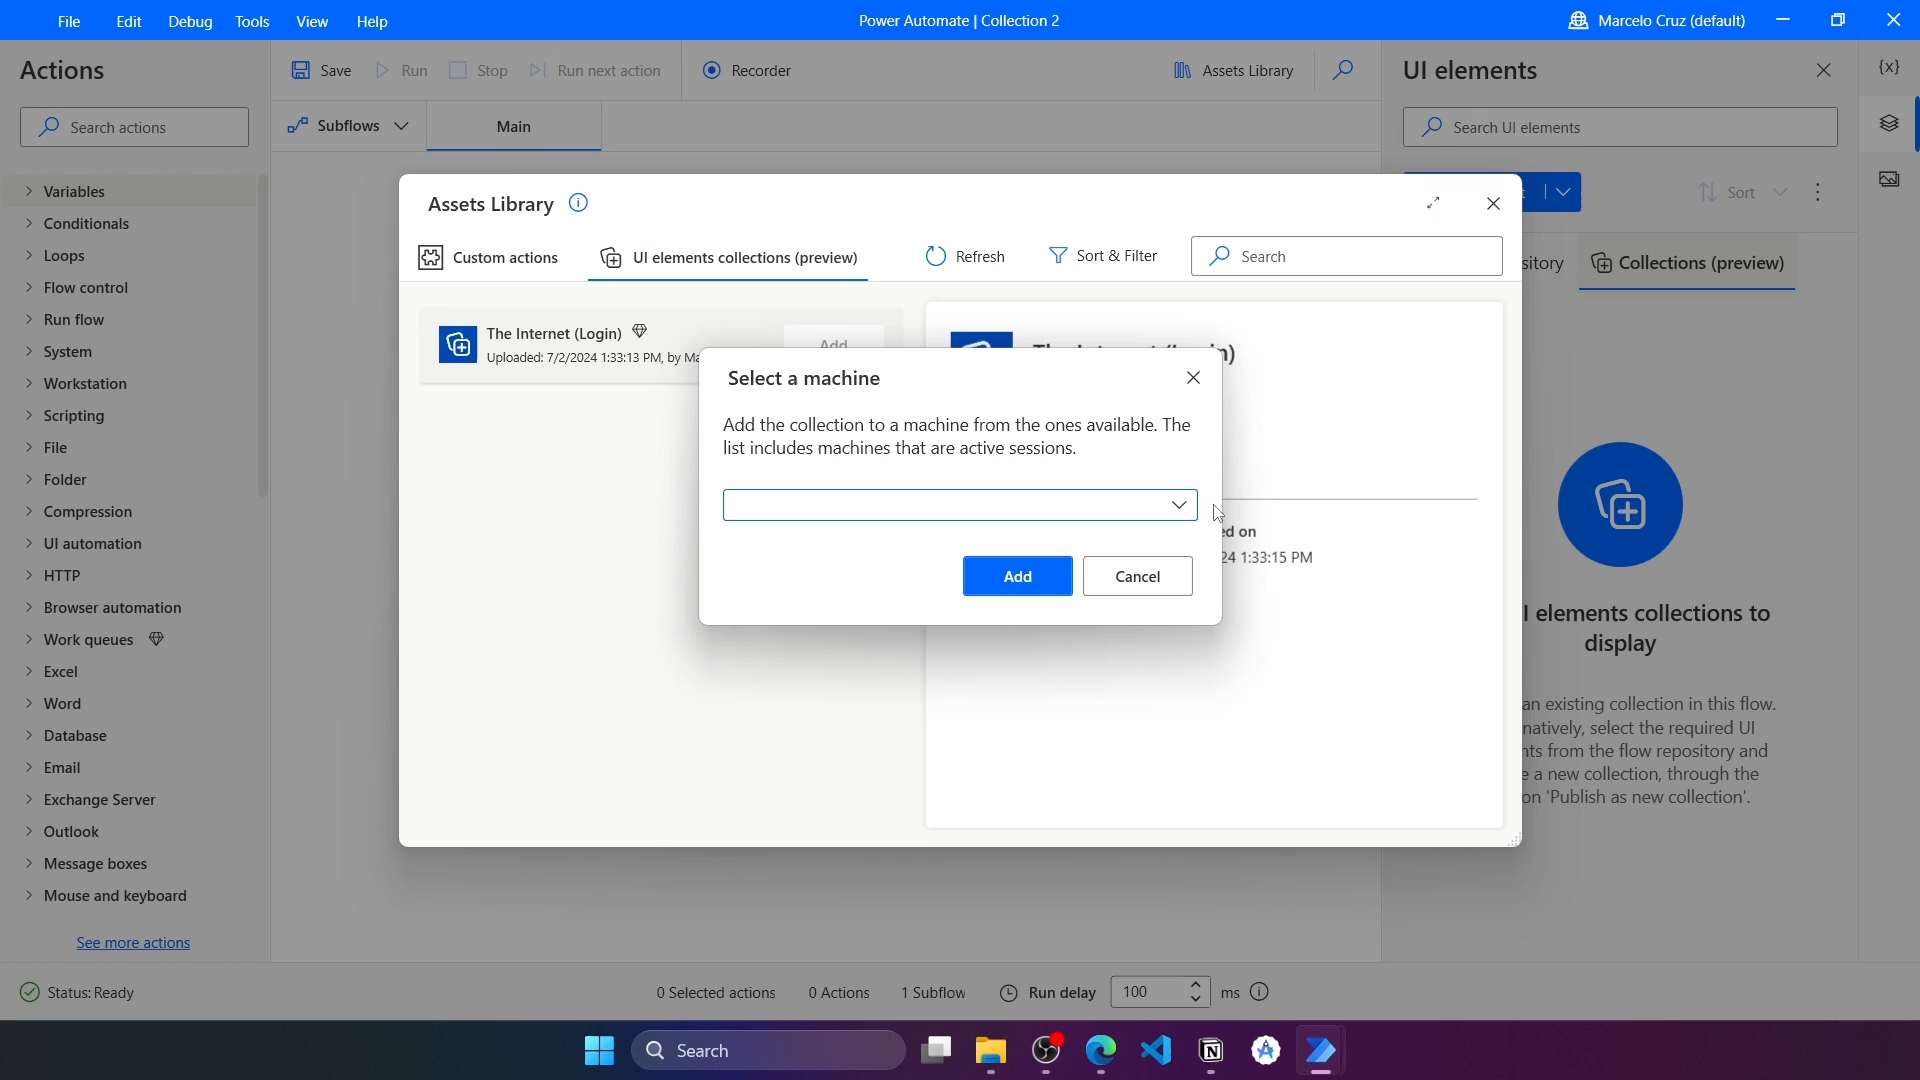 File Edit Debug Tools View Help
Power Automate | Collection 2
Marcelo Cruz (default)
Actions
Search actions
Variables
Conditionals
Loops
Flow control
Run flow
System
Workstation
Scripting
File
Folder
Compression
UI automation
HTTP
Browser automation
Work queues
Excel
Word
Database
Email
Exchange Server
Outlook
Message boxes
Mouse and keyboard
See more actions
Save Run Stop Run next action Recorder
Assets Library
Subflows Main
Assets Library
Custom actions UI elements collections (preview) Refresh Sort & Filter Search
The Internet (Login)
Uploaded: 7/2/2024 1:33:13 PM, by Ma
Add
Select a machine
Add the collection to a machine from the ones available. The
list includes machines that are active sessions.
Add Cancel
ed on
24 1:33:15 PM
UI elements
Search UI elements
t Sort
sitory Collections (preview)
I elements collections to
display
an existing collection in this flow.
natively, select the required UI
nts from the flow repository and
e a new collection, through the
on 'Publish as new collection'.
{x}
Status: Ready
0 Selected actions 0 Actions 1 Subflow Run delay 100 ms
Search